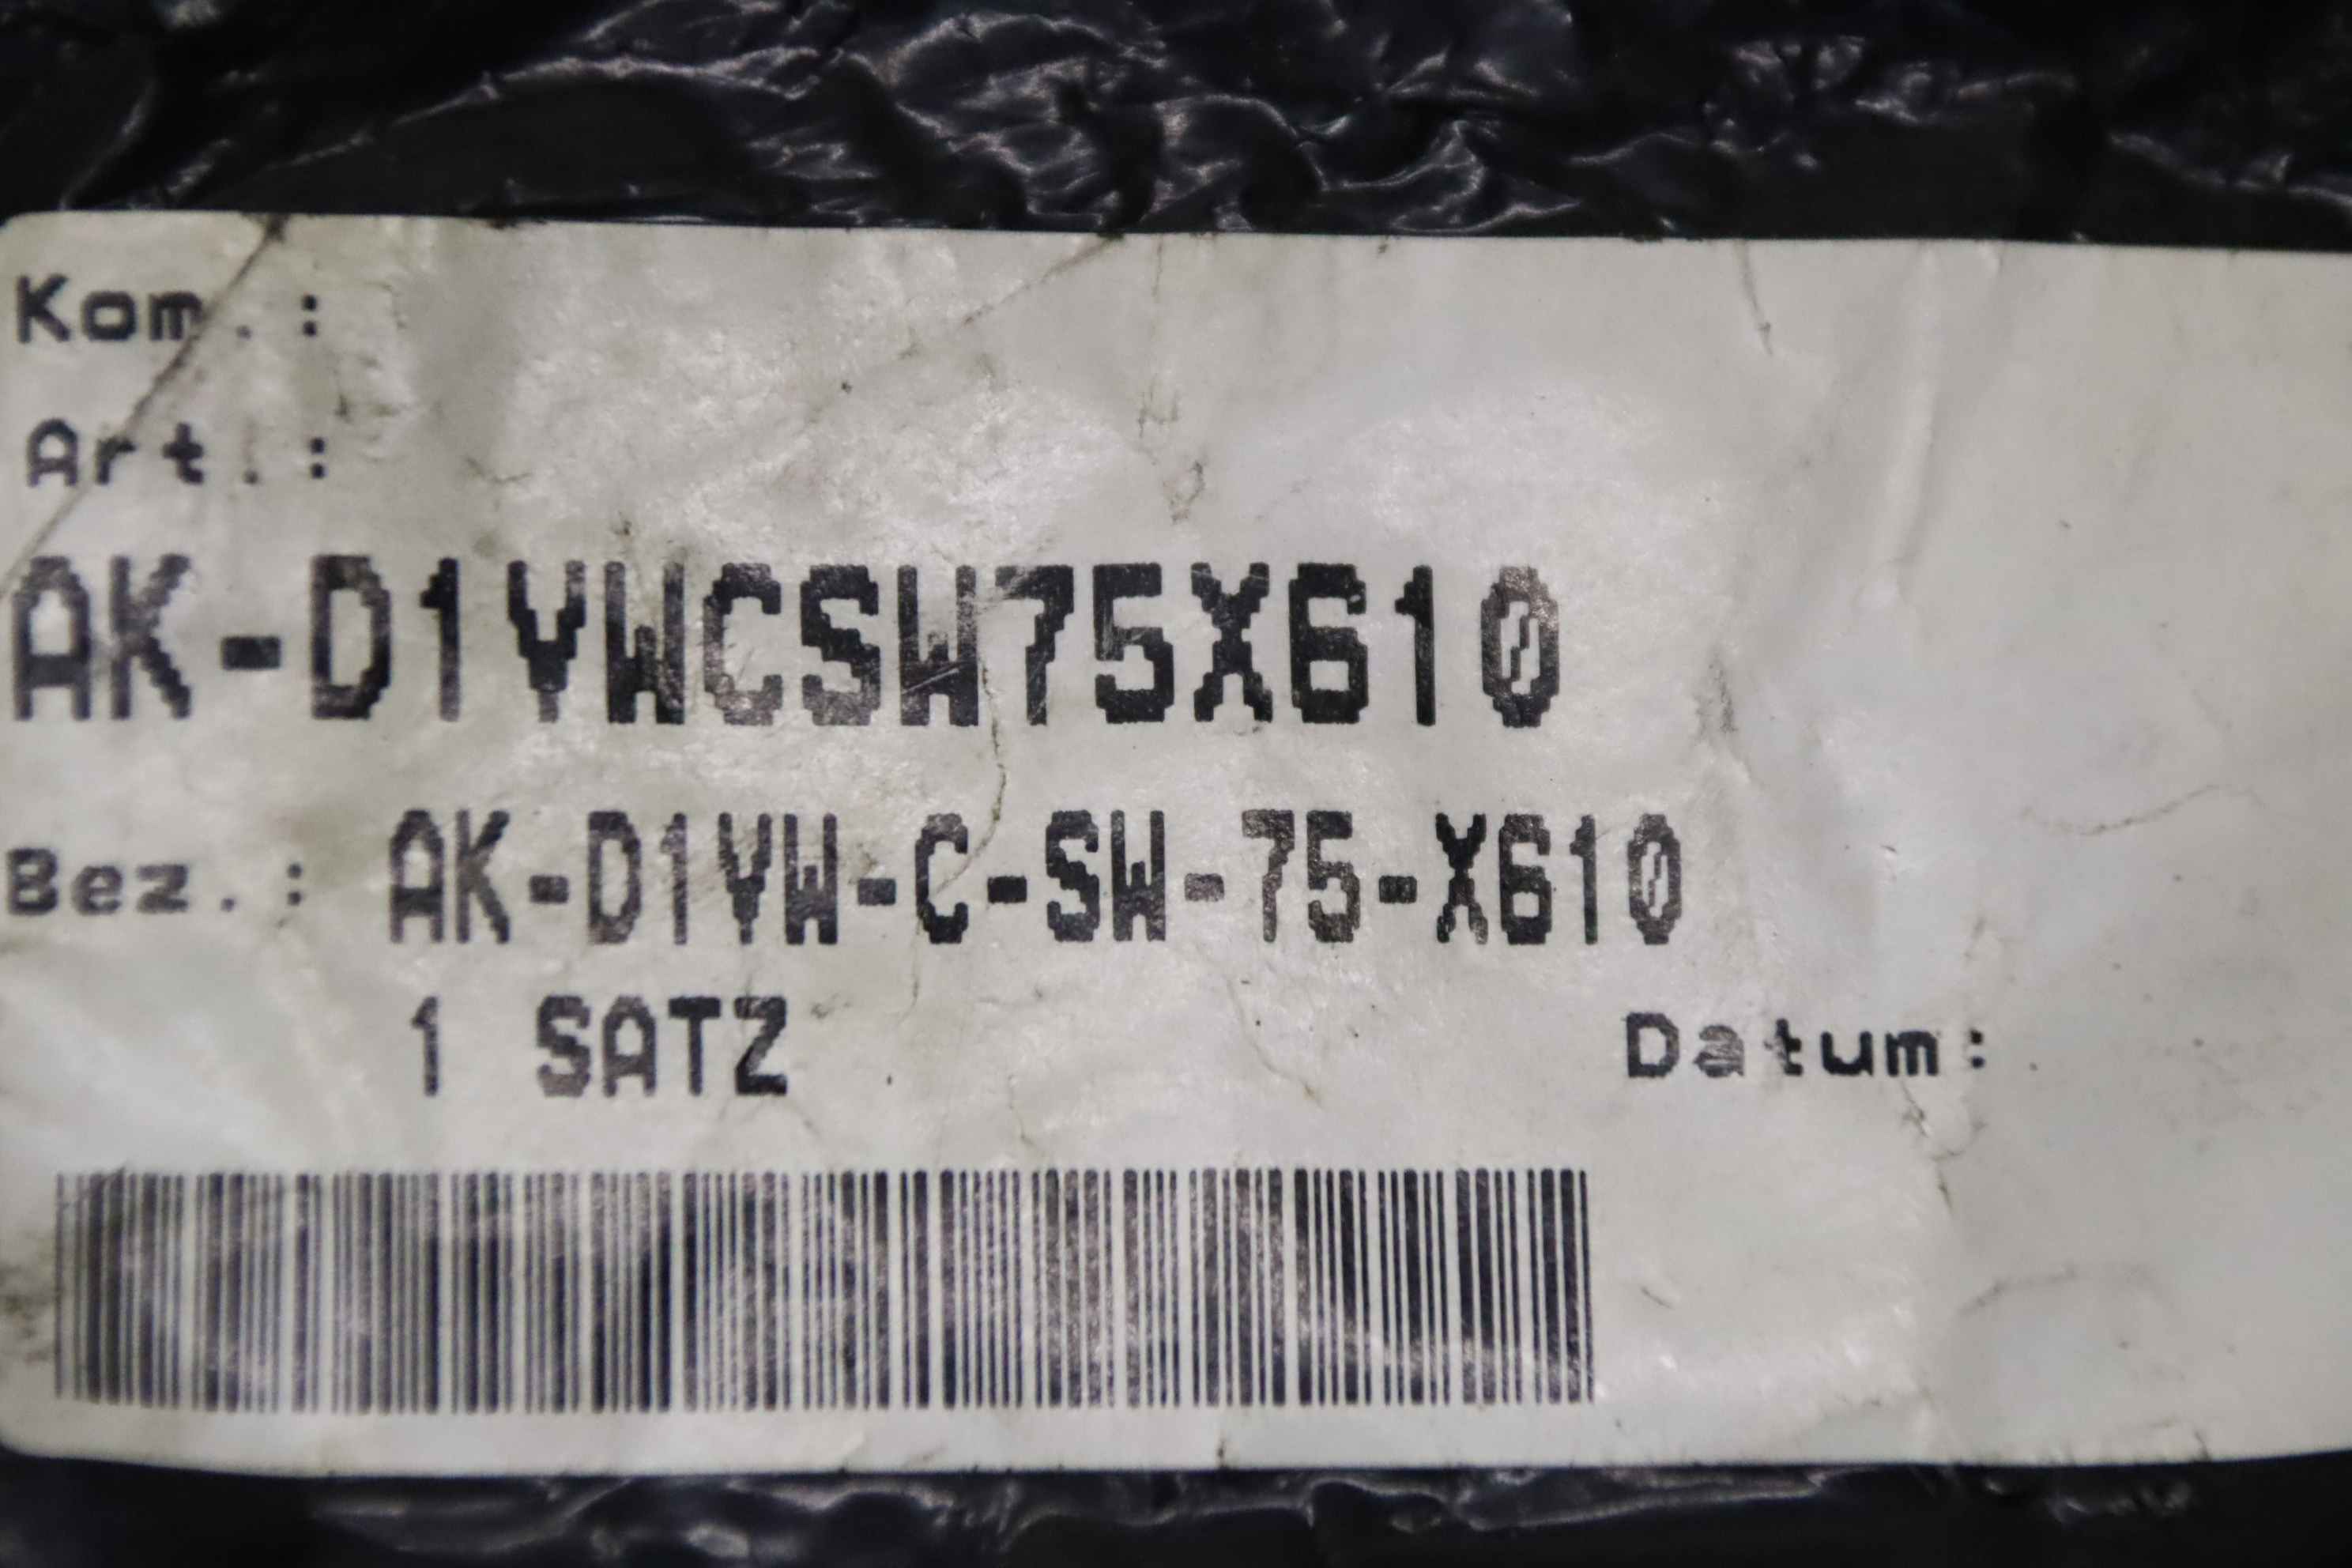 Kom.:
Art.:
AK-D1VWCSW75X610
Bez.: AK-D1VW-C-SW-75-X610
1 SATZ Datum: